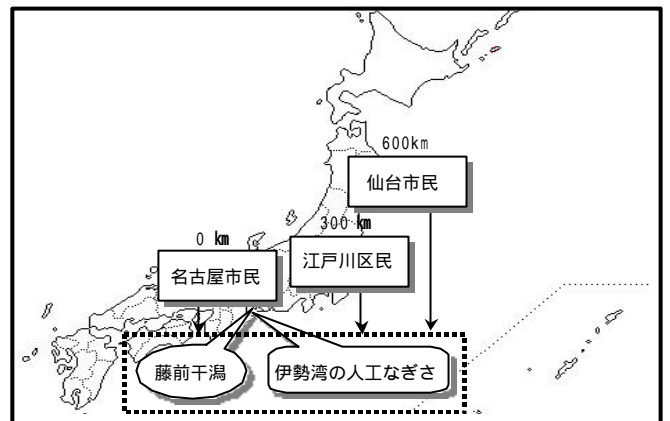 600km
仙台市民
300 km
0 km
江戸川区民
名古屋市民
藤前干潟
伊勢湾の人工なぎさ